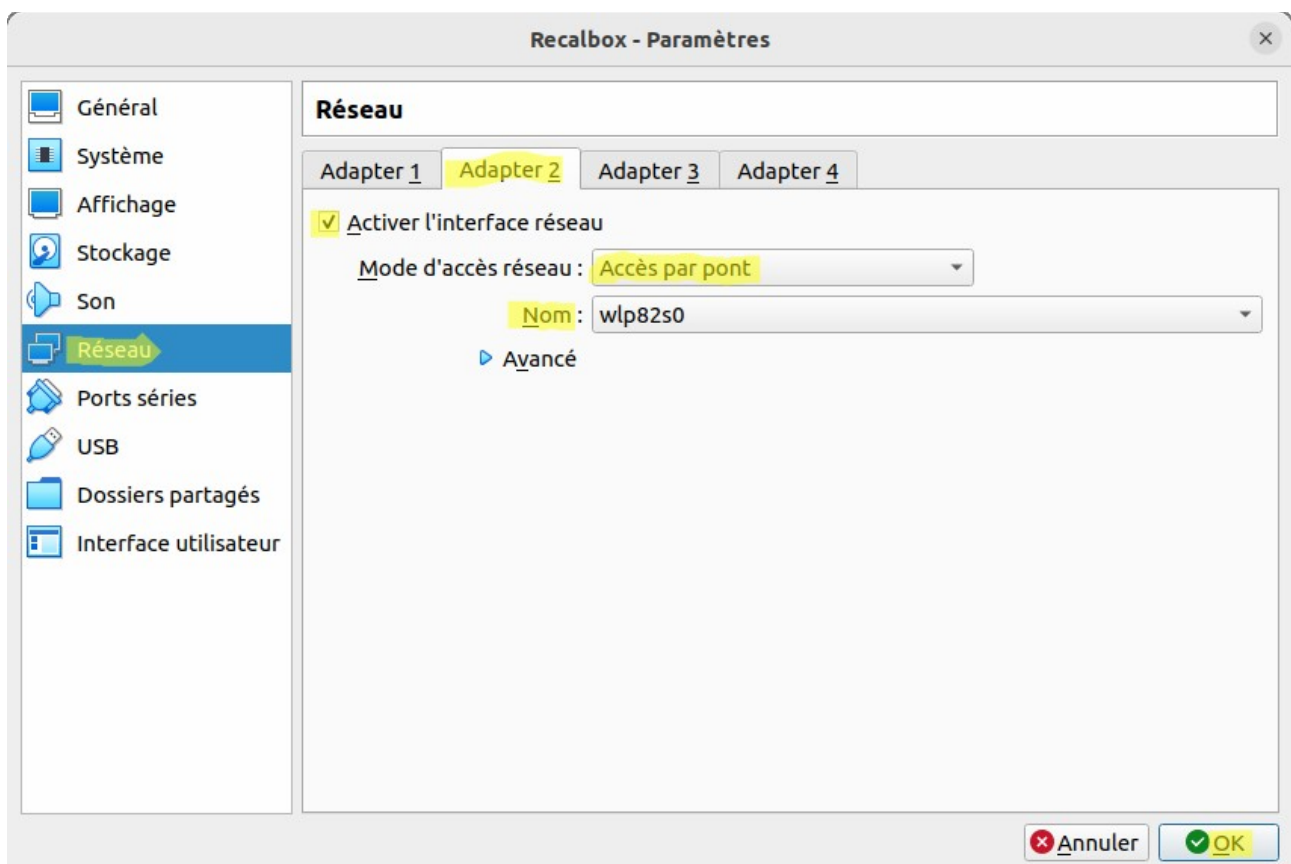 Recalbox - Paramètres
Général
Système
Affichage
Stockage
Son
Réseau
Ports séries
USB
Dossiers partagés
Interface utilisateur
Réseau
Adapter 1 Adapter 2 Adapter 3 Adapter 4
Activer l'interface réseau
Mode d'accès réseau : Accès par pont
Nom : wlp82s0
Avancé
Annuler OK